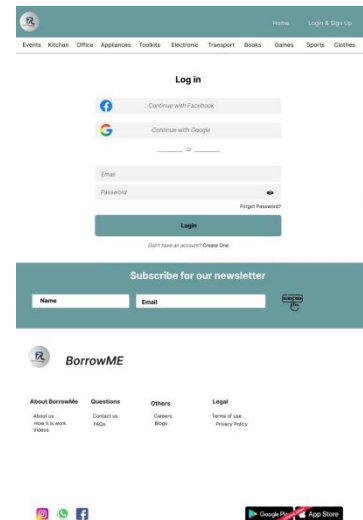 Home Login & Sign Up
Events Kitchan Office Appliances Toolkits Electronic Transport Books Games Sports Clothes
Log in
Continue with Facebook
Continue with Google
or
Email
Password
Forgot Password?
Login
Don't have an account? Create One
Subscribe for our newsletter
Name Email SUBSCRIBE
BorrowME
About BorrowMe Questions Others Legal
About us Contact us Careers Terms of use
How it is work FAQs Blogs Privacy Policy
Videos
Google Play App Store